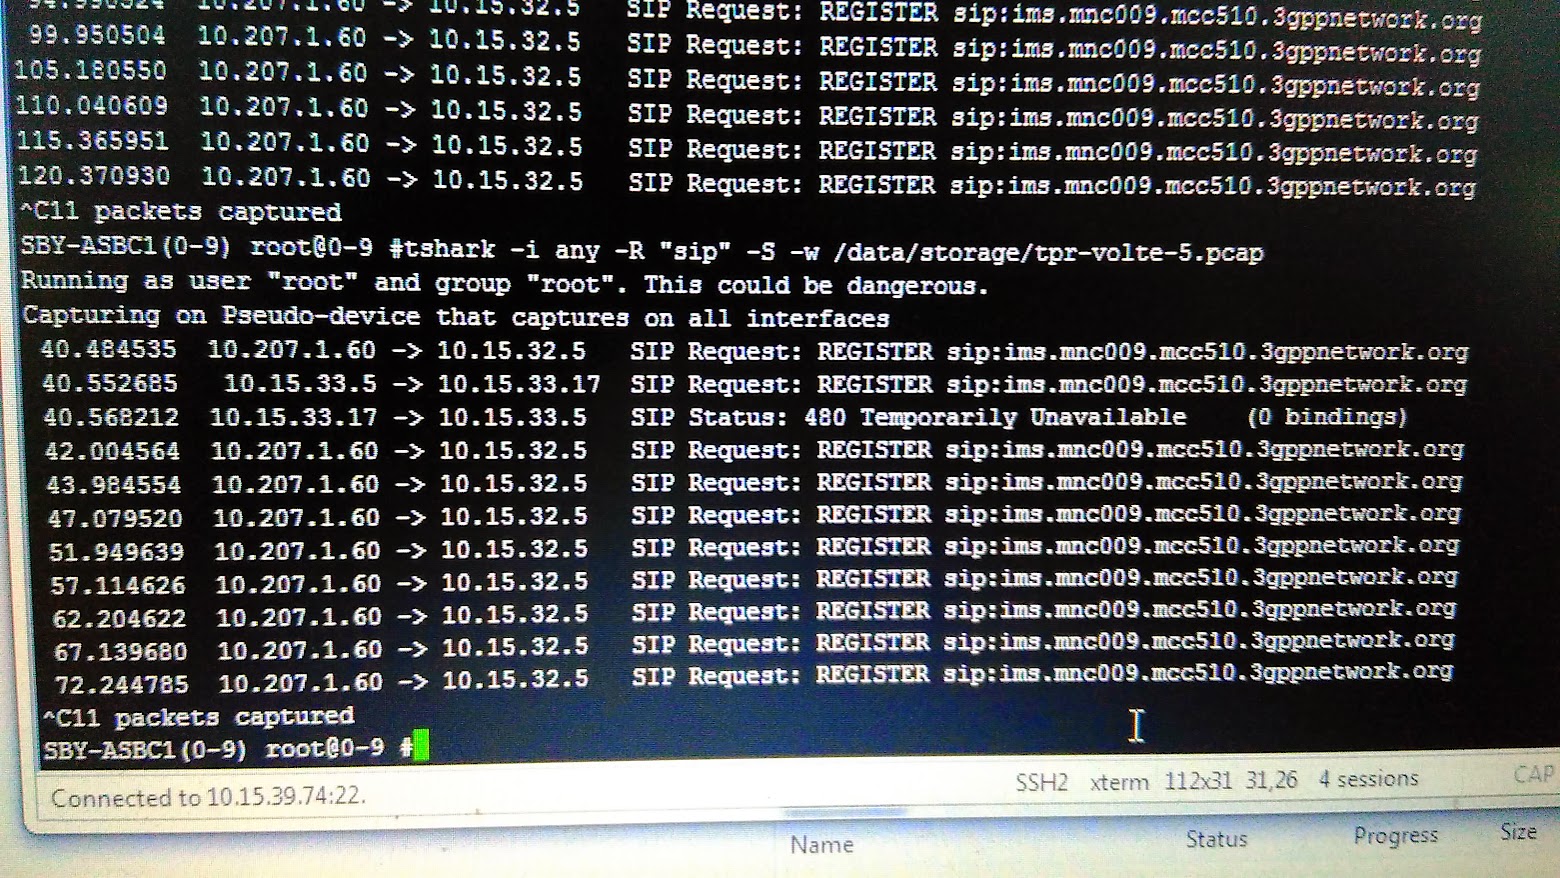 94.990324 10.207.1.60 -> 10.15.32.5 SIP Request: REGISTER sip:ims.mnc009.mcc510.3gppnetwork.org
99.950504 10.207.1.60 -> 10.15.32.5 SIP Request: REGISTER sip:ims.mnc009.mcc510.3gppnetwork.org
105.180550 10.207.1.60 -> 10.15.32.5 SIP Request: REGISTER sip:ims.mnc009.mcc510.3gppnetwork.org
110.040609 10.207.1.60 -> 10.15.32.5 SIP Request: REGISTER sip:ims.mnc009.mcc510.3gppnetwork.org
115.365951 10.207.1.60 -> 10.15.32.5 SIP Request: REGISTER sip:ims.mnc009.mcc510.3gppnetwork.org
120.370930 10.207.1.60 -> 10.15.32.5 SIP Request: REGISTER sip:ims.mnc009.mcc510.3gppnetwork.org
^C11 packets captured
SBY-ASBC1(0-9) root@0-9 #tshark -i any -R "sip" -S -w /data/storage/tpr-volte-5.pcap
Running as user "root" and group "root". This could be dangerous.
Capturing on Pseudo-device that captures on all interfaces
40.484535 10.207.1.60 -> 10.15.32.5 SIP Request: REGISTER sip:ims.mnc009.mcc510.3gppnetwork.org
40.552685 10.15.33.5 -> 10.15.33.17 SIP Request: REGISTER sip:ims.mnc009.mcc510.3gppnetwork.org
40.568212 10.15.33.17 -> 10.15.33.5 SIP Status: 480 Temporarily Unavailable (0 bindings)
42.004564 10.207.1.60 -> 10.15.32.5 SIP Request: REGISTER sip:ims.mnc009.mcc510.3gppnetwork.org
43.984554 10.207.1.60 -> 10.15.32.5 SIP Request: REGISTER sip:ims.mnc009.mcc510.3gppnetwork.org
47.079520 10.207.1.60 -> 10.15.32.5 SIP Request: REGISTER sip:ims.mnc009.mcc510.3gppnetwork.org
51.949639 10.207.1.60 -> 10.15.32.5 SIP Request: REGISTER sip:ims.mnc009.mcc510.3gppnetwork.org
57.114626 10.207.1.60 -> 10.15.32.5 SIP Request: REGISTER sip:ims.mnc009.mcc510.3gppnetwork.org
62.204622 10.207.1.60 -> 10.15.32.5 SIP Request: REGISTER sip:ims.mnc009.mcc510.3gppnetwork.org
67.139680 10.207.1.60 -> 10.15.32.5 SIP Request: REGISTER sip:ims.mnc009.mcc510.3gppnetwork.org
72.244785 10.207.1.60 -> 10.15.32.5 SIP Request: REGISTER sip:ims.mnc009.mcc510.3gppnetwork.org
^C11 packets captured
SBY-ASBC1(0-9) root@0-9 #
Connected to 10.15.39.74:22. SSH2 xterm 112x31 31,26 4 sessions CAP
Name Status Progress Size